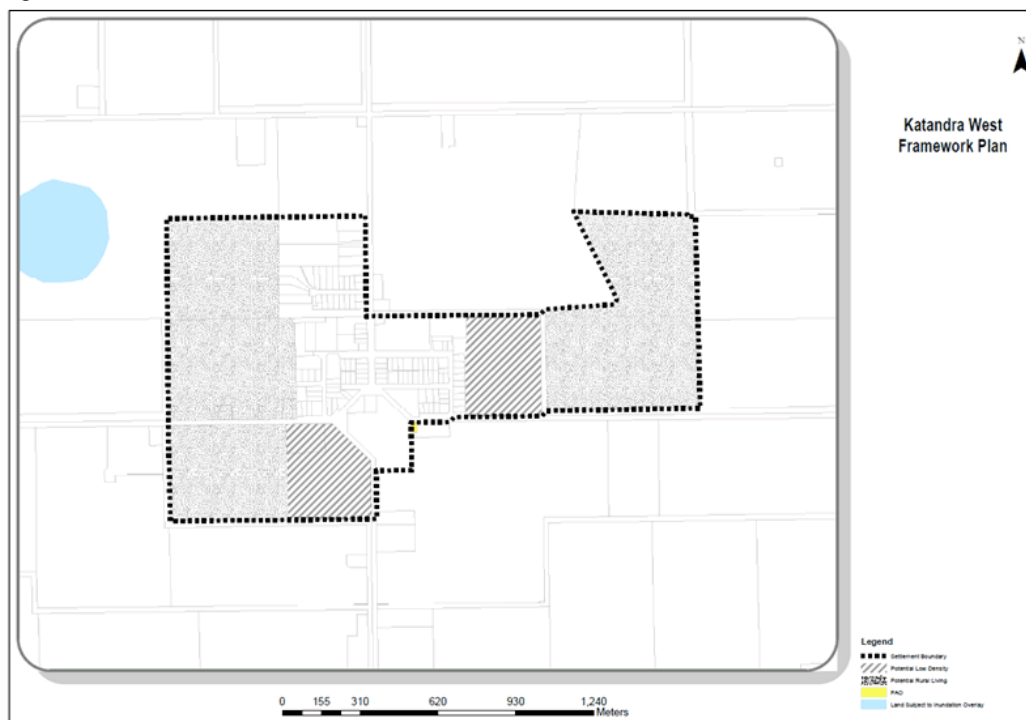 N
Katandra West
Framework Plan
Legend
Settlement Boundary
Potential Low Density
Potential Rural Living
PAO
Land Subject to Inundation Overlay
0 155 310 620 930 1,240
Meters